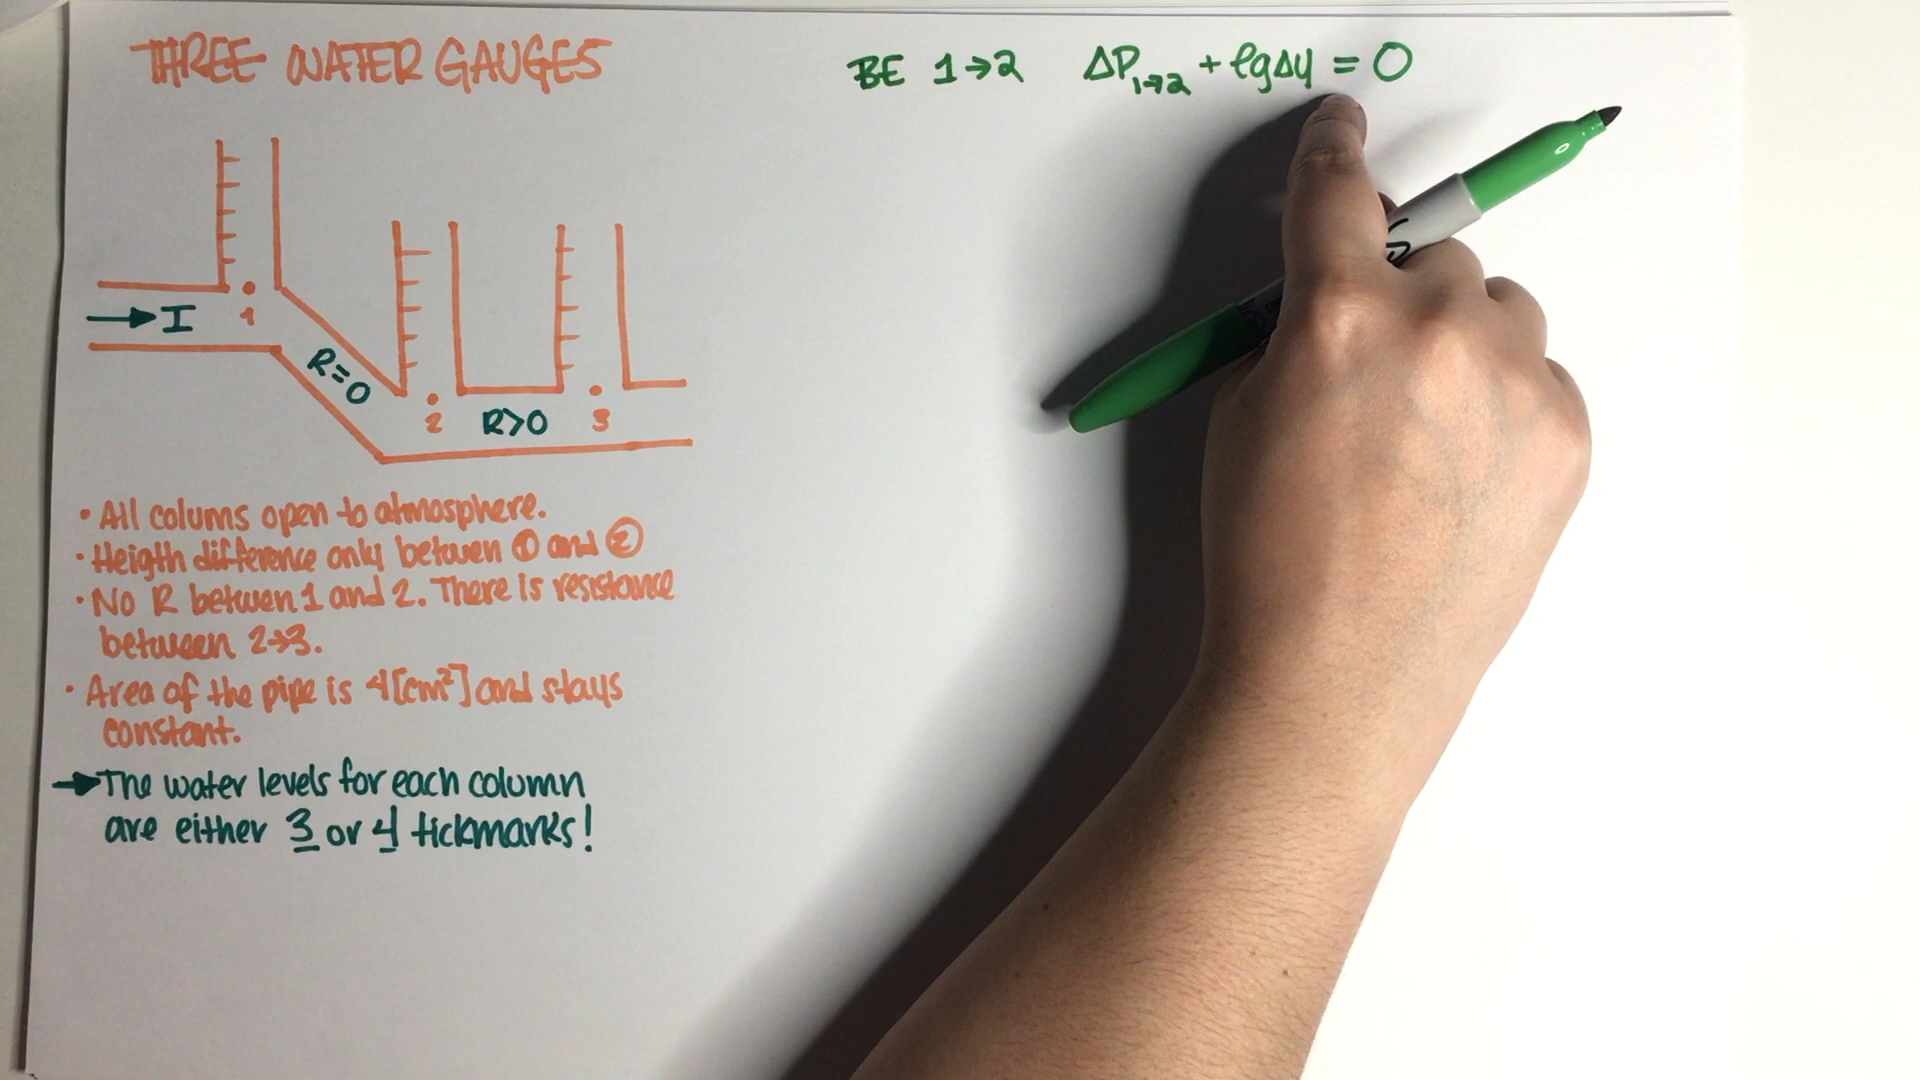 THREE WATER GAUGES
BE 1→2 ΔP1→2 + ρgΔy = 0
→ I
1
R=0
2
R>0
3
• All colums open to atmosphere.
• Heigth difference only betwen ① and ②
• No R betwen 1 and 2. There is resistance
between 2→3.
• Area of the pipe is 4[cm²] and stays
constant.
→ The water levels for each column
are either 3 or 4 tickmarks!